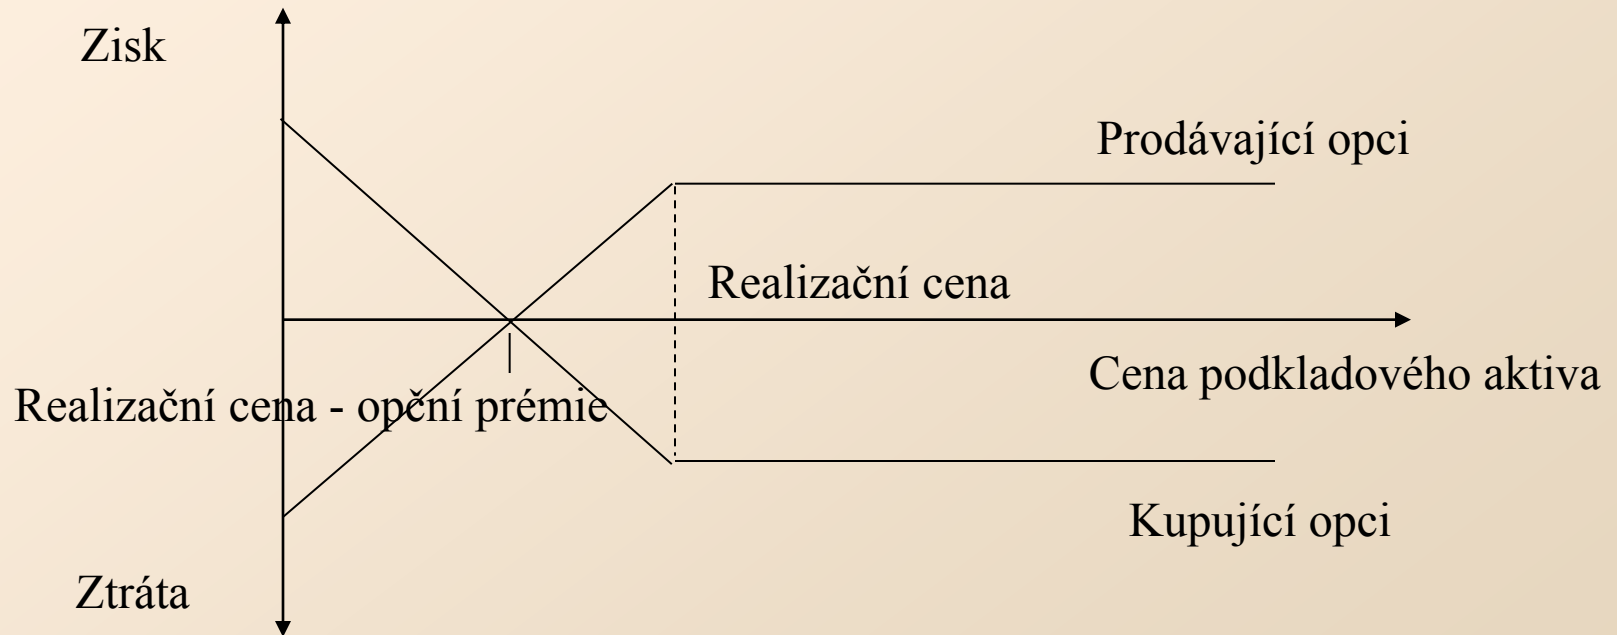 Zisk
Prodávající opci
Realizační cena
Cena podkladového aktiva
Realizační cena - opční prémie
Kupující opci
Ztráta